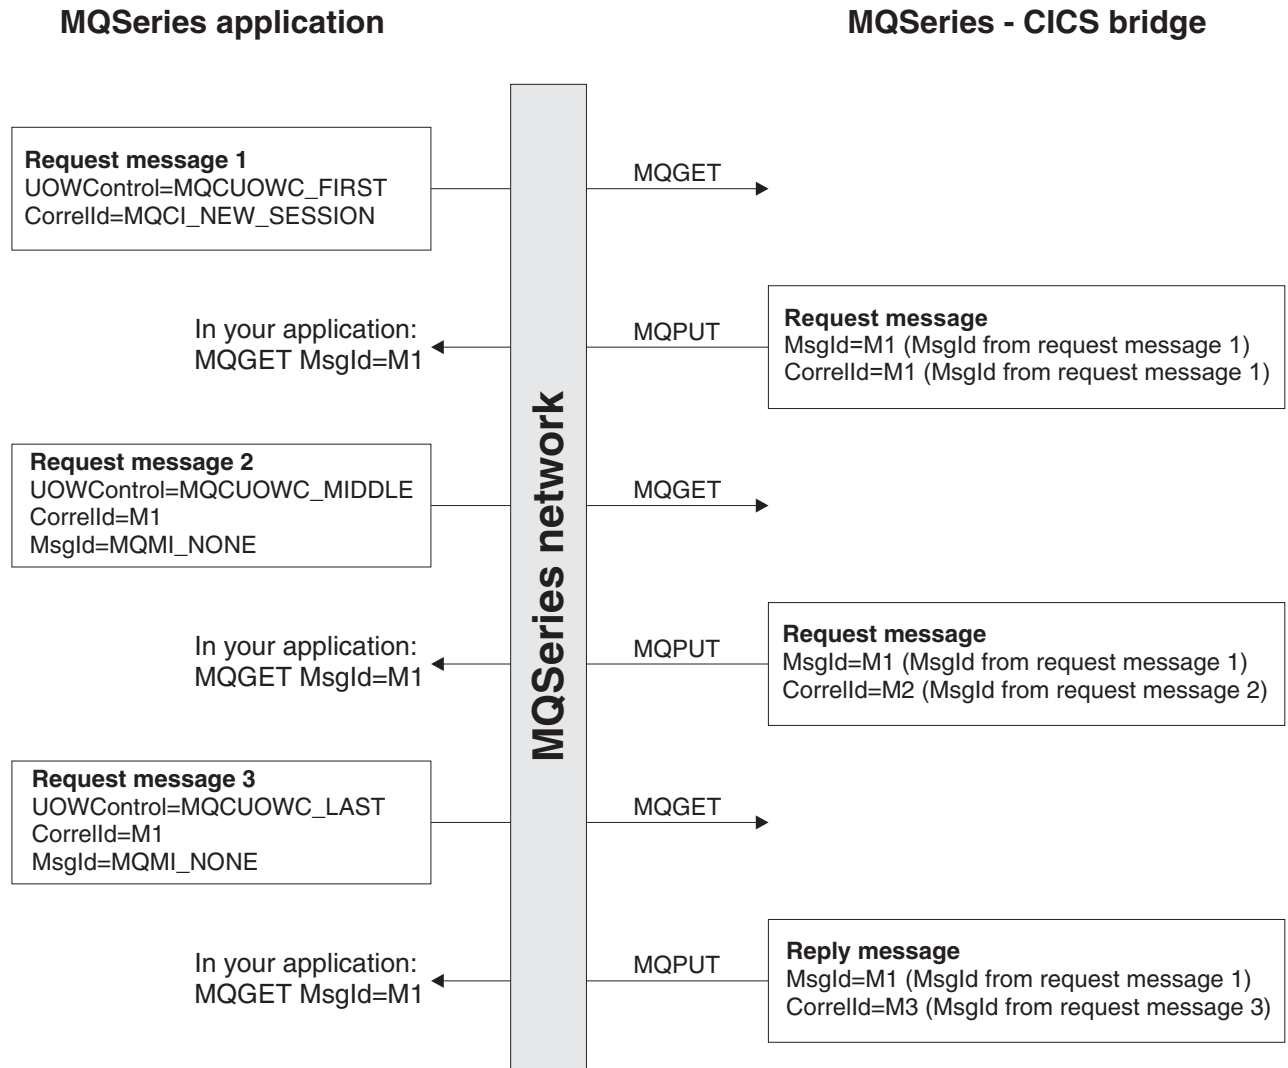 MQSeries application
MQSeries - CICS bridge
Request message 1
UOWControl=MQCUOWC_FIRST
CorrelId=MQCI_NEW_SESSION
MQGET
In your application:
MQGET MsgId=M1
MQPUT
Request message
MsgId=M1 (MsgId from request message 1)
CorrelId=M1 (MsgId from request message 1)
MQSeries network
Request message 2
UOWControl=MQCUOWC_MIDDLE
CorrelId=M1
MsgId=MQMI_NONE
MQGET
In your application:
MQGET MsgId=M1
MQPUT
Request message
MsgId=M1 (MsgId from request message 1)
CorrelId=M2 (MsgId from request message 2)
Request message 3
UOWControl=MQCUOWC_LAST
CorrelId=M1
MsgId=MQMI_NONE
MQGET
In your application:
MQGET MsgId=M1
MQPUT
Reply message
MsgId=M1 (MsgId from request message 1)
CorrelId=M3 (MsgId from request message 3)